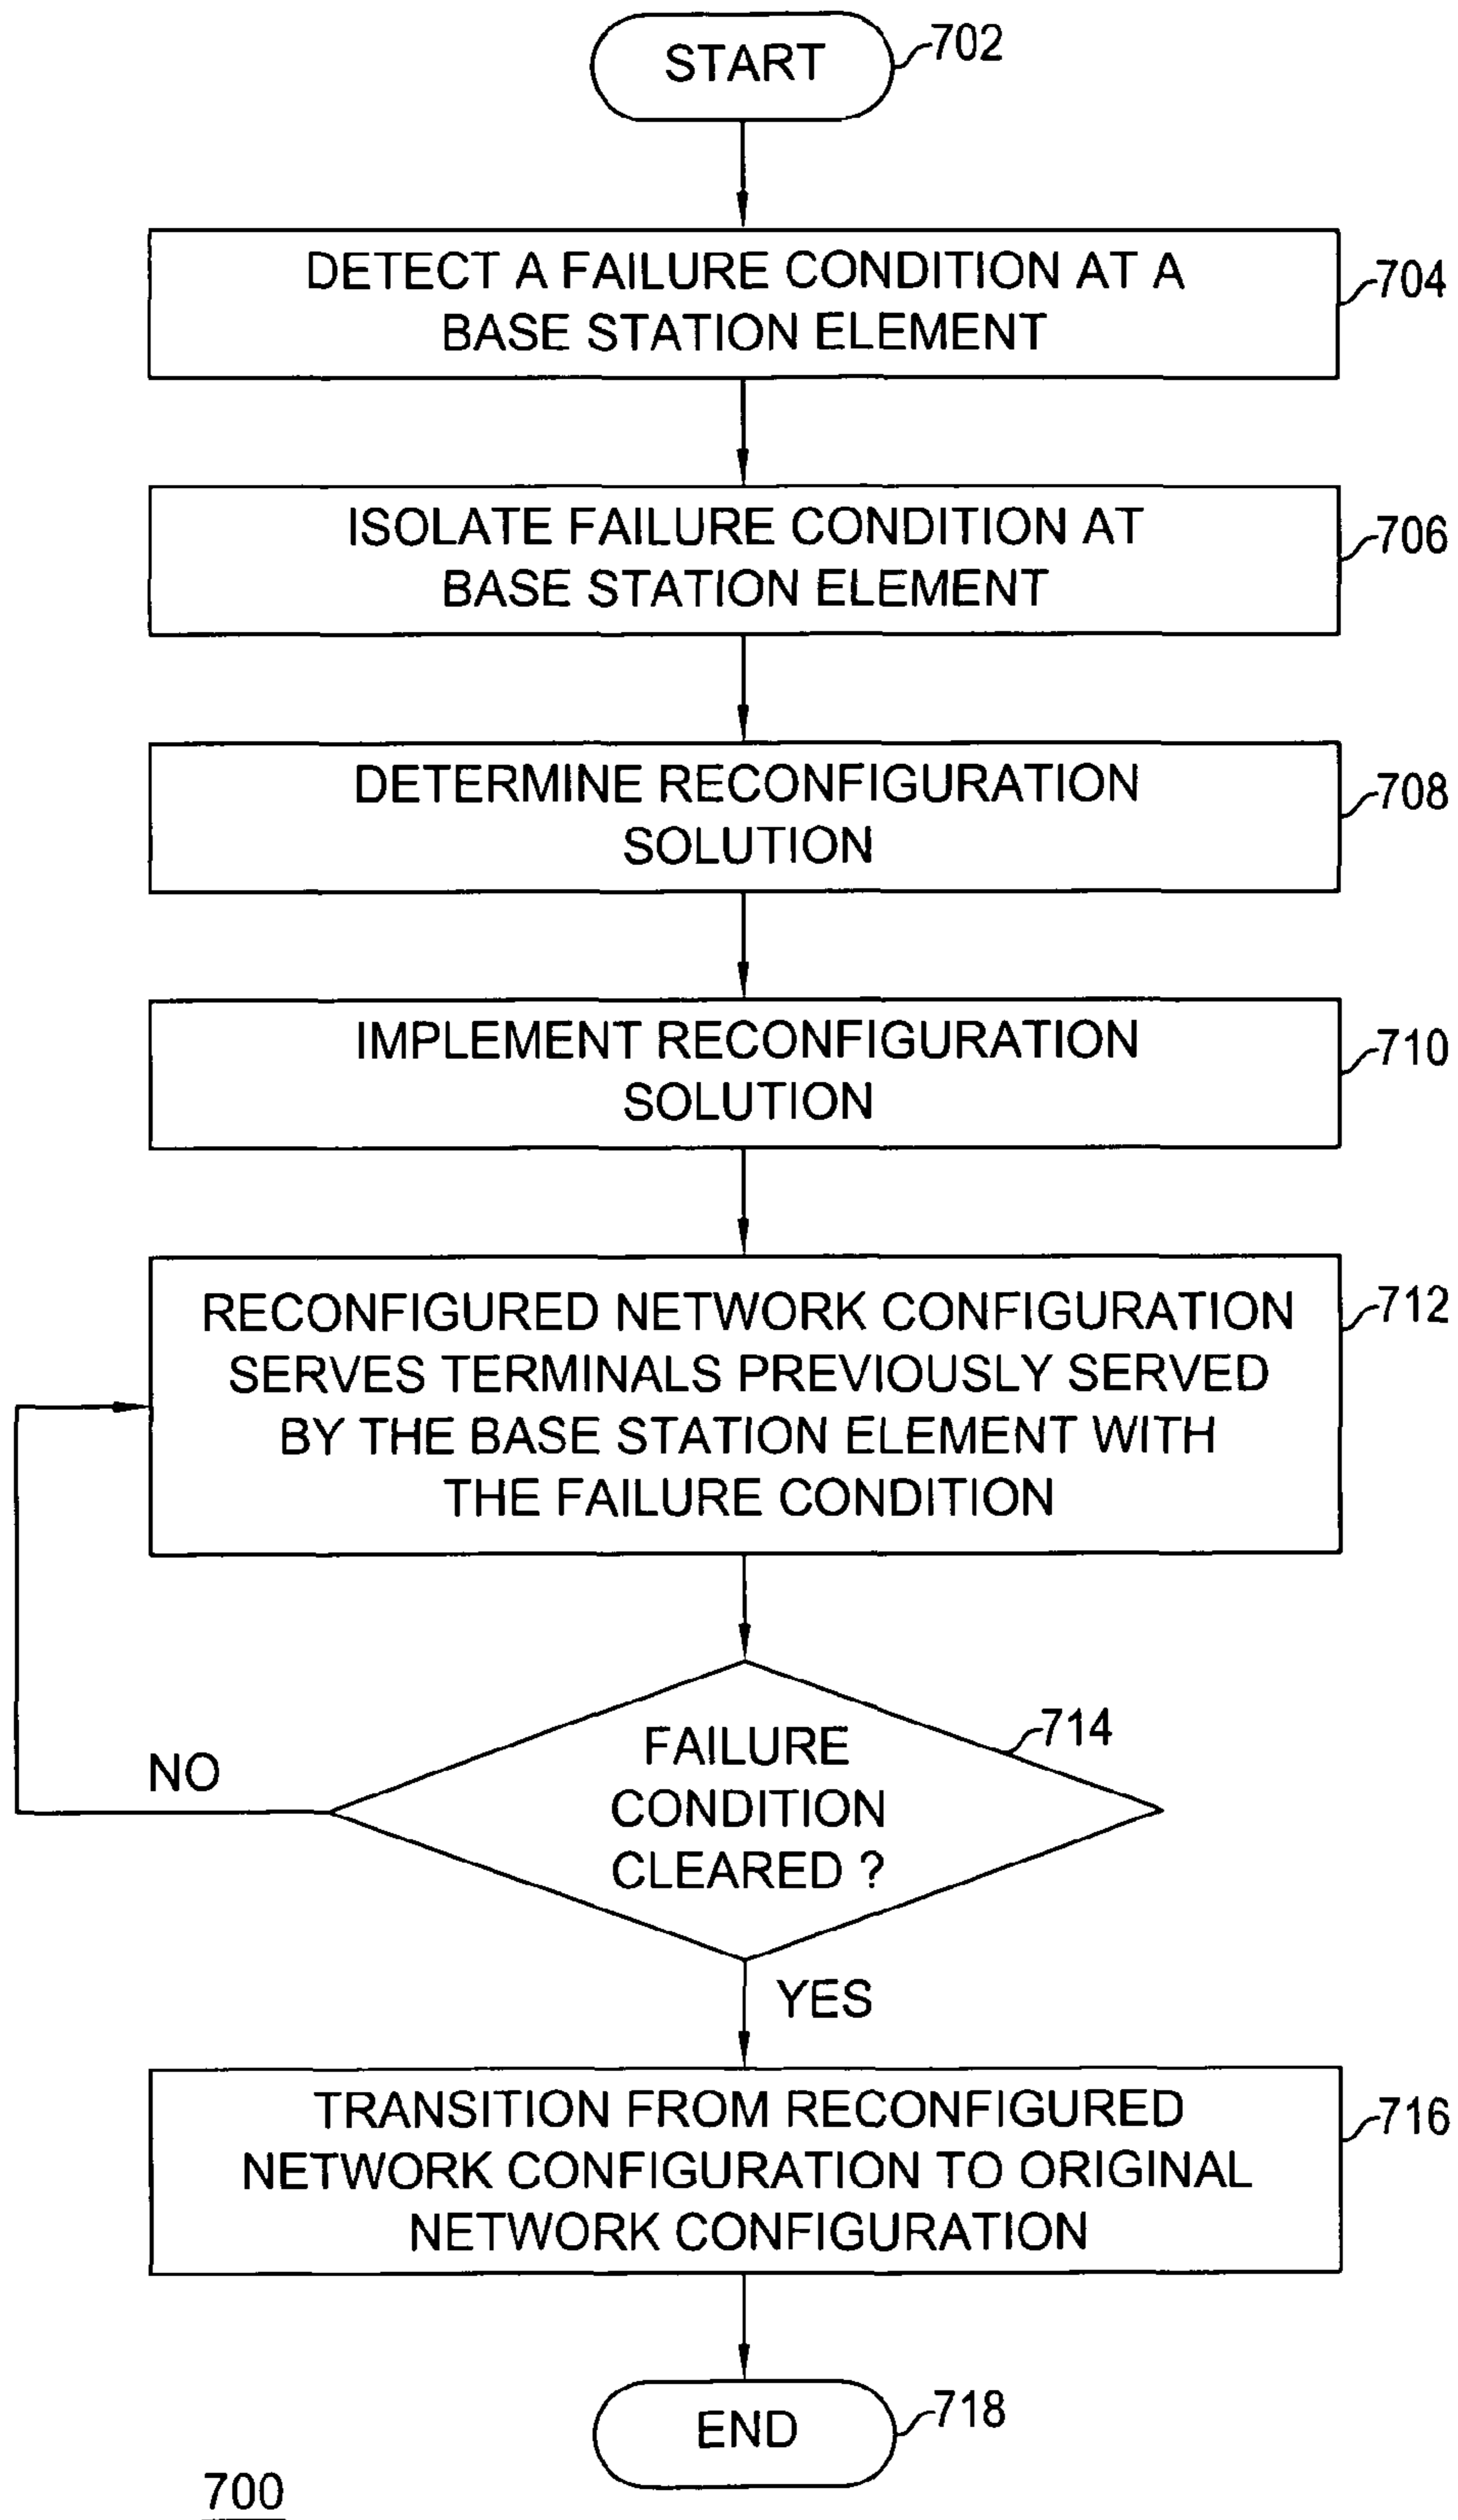 START
702
DETECT A FAILURE CONDITION AT A
BASE STATION ELEMENT
704
ISOLATE FAILURE CONDITION AT
BASE STATION ELEMENT
706
DETERMINE RECONFIGURATION
SOLUTION
708
IMPLEMENT RECONFIGURATION
SOLUTION
710
RECONFIGURED NETWORK CONFIGURATION
SERVES TERMINALS PREVIOUSLY SERVED
BY THE BASE STATION ELEMENT WITH
THE FAILURE CONDITION
712
FAILURE
CONDITION
CLEARED ?
714
NO
YES
TRANSITION FROM RECONFIGURED
NETWORK CONFIGURATION TO ORIGINAL
NETWORK CONFIGURATION
716
END
718
700